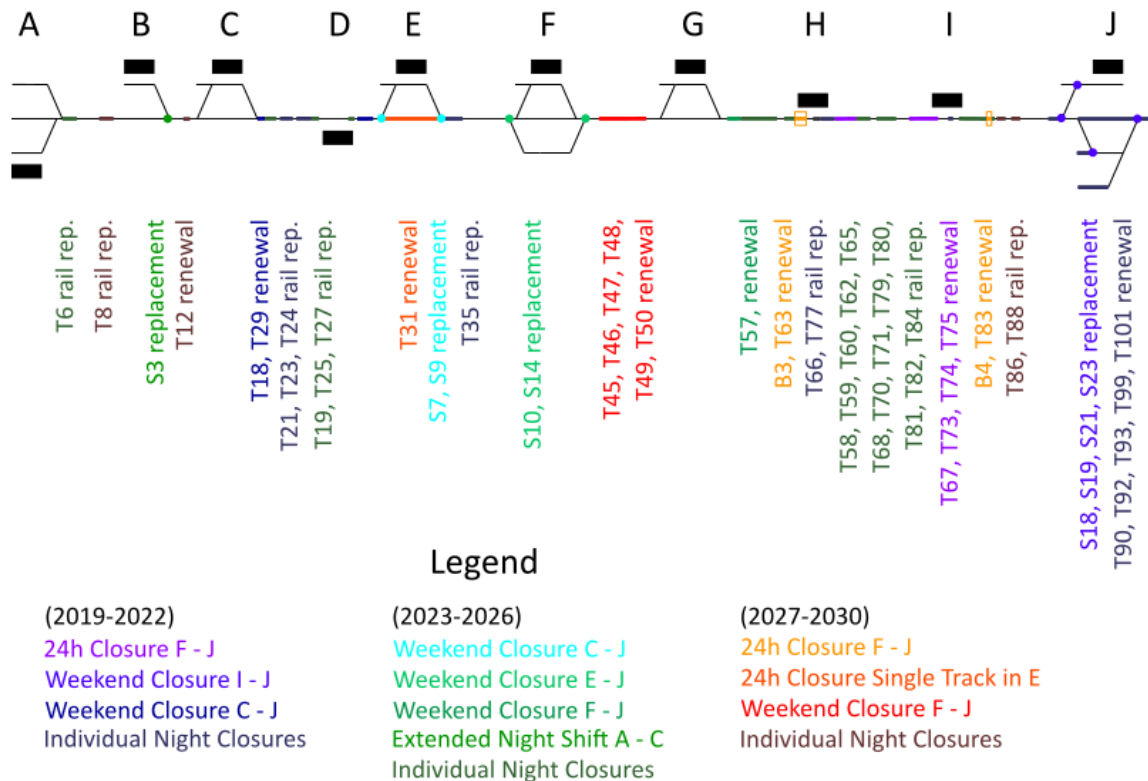 A B C D E F G H I J
T6 rail rep.
T8 rail rep.
S3 replacement
T12 renewal
T18, T29 renewal
T21, T23, T24 rail rep.
T19, T25, T27 rail rep.
T31 renewal
S7, S9 replacement
T35 rail rep.
S10, S14 replacement
T45, T46, T47, T48,
T49, T50 renewal
T57, renewal
B3, T63 renewal
T66, T77 rail rep.
T58, T59, T60, T62, T65,
T68, T70, T71, T79, T80,
T81, T82, T84 rail rep.
T67, T73, T74, T75 renewal
B4, T83 renewal
T86, T88 rail rep.
S18, S19, S21, S23 replacement
T90, T92, T93, T99, T101 renewal
Legend
(2019-2022)
24h Closure F - J
Weekend Closure I - J
Weekend Closure C - J
Individual Night Closures
(2023-2026)
Weekend Closure C - J
Weekend Closure E - J
Weekend Closure F - J
Extended Night Shift A - C
Individual Night Closures
(2027-2030)
24h Closure F - J
24h Closure Single Track in E
Weekend Closure F - J
Individual Night Closures